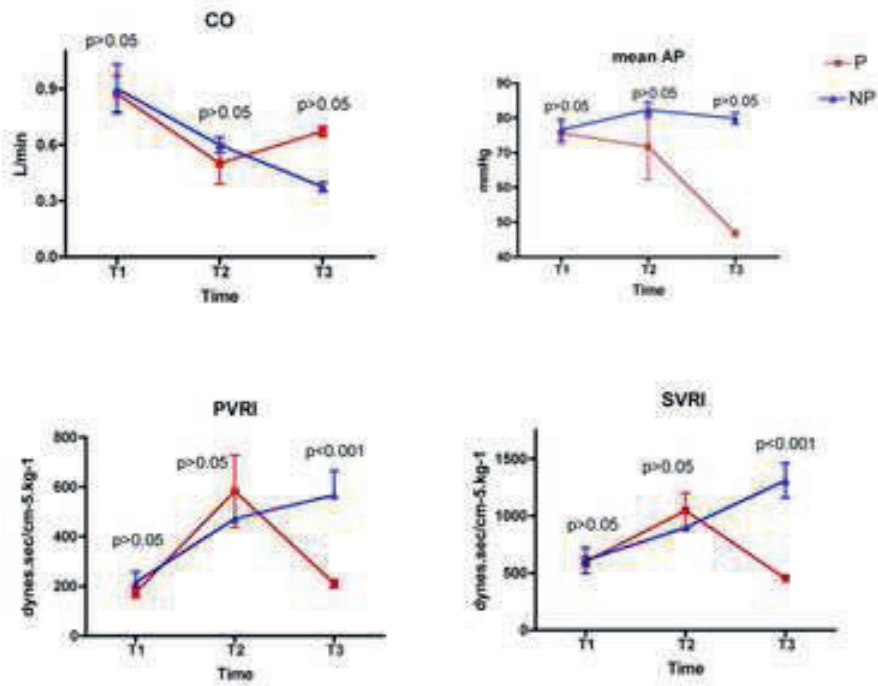 CO
p>0.05
p>0.05
p>0.05
L/min
0.9
0.6
0.3
0.0
T1
T2
T3
Time
mean AP
P
NP
p>0.05
p>0.05
p>0.05
mmHg
90
80
70
60
50
40
T1
T2
T3
Time
PVRI
p>0.05
p>0.05
p<0.001
dynes.sec/cm-5.kg-1
800
600
400
200
0
T1
T2
T3
Time
SVRI
p>0.05
p>0.05
p<0.001
dynes.sec/cm-5.kg-1
1500
1000
500
0
T1
T2
T3
Time